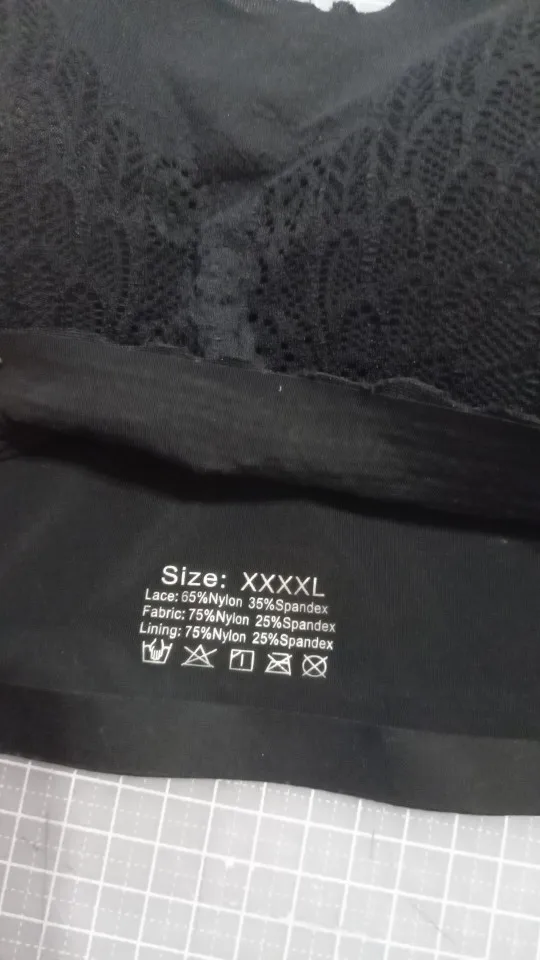 Size: XXXXL
Lace: 65%Nylon 35%Spandex
Fabric: 75%Nylon 25%Spandex
Lining: 75%Nylon 25%Spandex